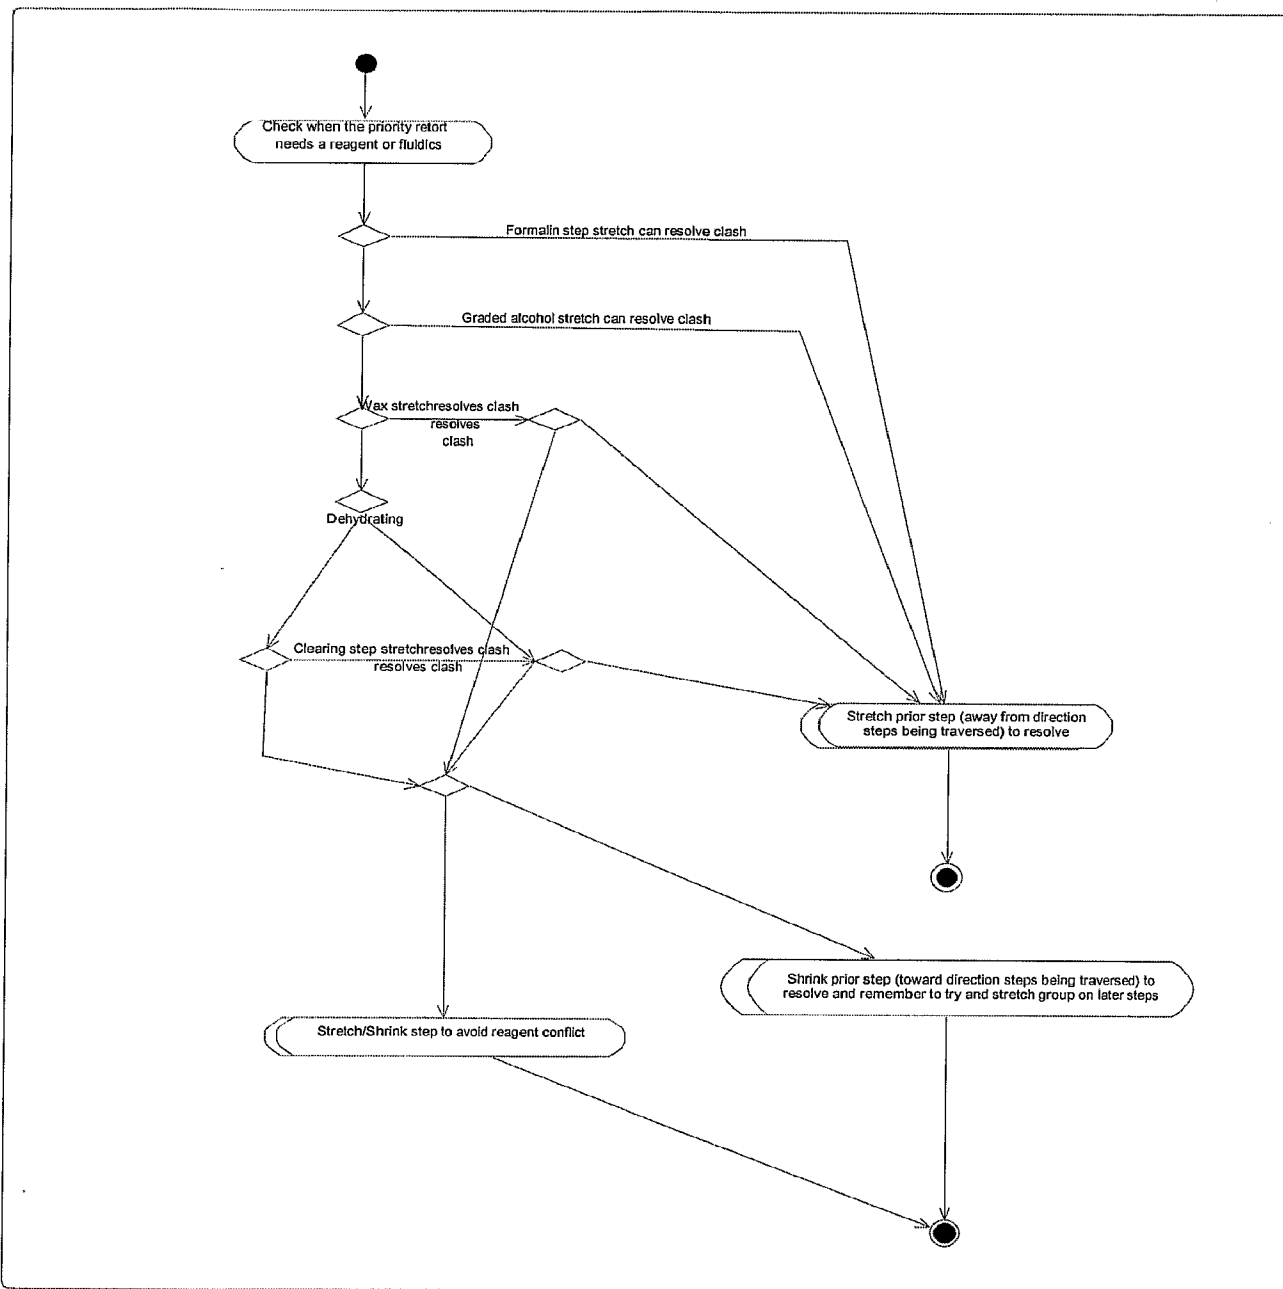 Check when the priority retort
needs a reagent or fluidics
Formalin step stretch can resolve clash
Graded alcohol stretch can resolve clash
Wax stretchresolves clash
resolves
clash
Dehydrating
Clearing step stretchresolves clash
resolves clash
Stretch prior step (away from direction
steps being traversed) to resolve
Shrink prior step (toward direction steps being traversed) to
resolve and remember to try and stretch group on later steps
Stretch/Shrink step to avoid reagent conflict